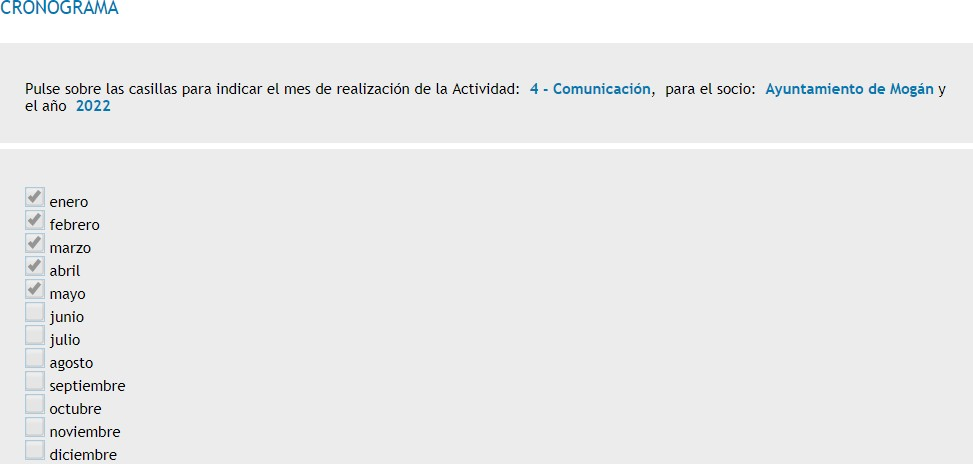 CRONOGRAMA
Pulse sobre las casillas para indicar el mes de realización de la Actividad: 4 - Comunicación, para el socio: Ayuntamiento de Mogán y
el año 2022
enero
febrero
marzo
abril
mayo
junio
julio
agosto
septiembre
octubre
noviembre
diciembre